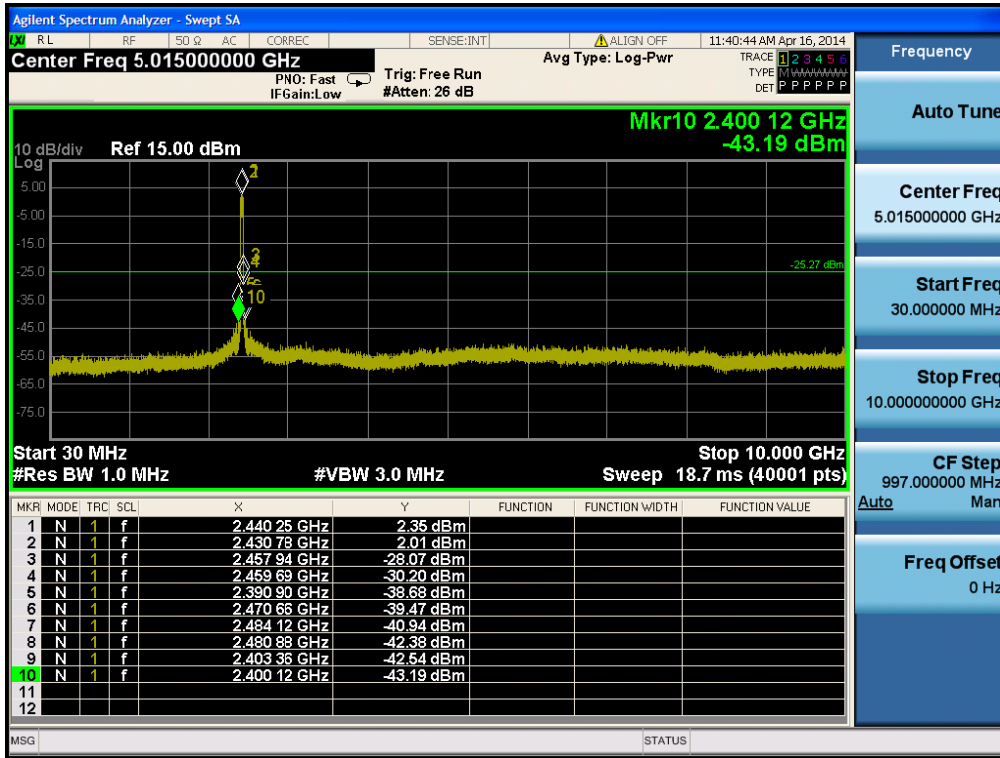 Agilent Spectrum Analyzer - Swept SA
LXI RL RF 50 Ω AC CORREC SENSE:INT ALIGN OFF 11:40:44 AM Apr 16, 2014
Center Freq 5.015000000 GHz
PNO: Fast
IFGain:Low
Trig: Free Run
#Atten: 26 dB
Avg Type: Log-Pwr
TRACE 1 2 3 4 5 6
TYPE M
DET P P P P P P
Mkr10 2.400 12 GHz
-43.19 dBm
10 dB/div
Log
Ref 15.00 dBm
5.00
-5.00
-15.0
-25.0
-35.0
-45.0
-55.0
-65.0
-75.0
10
-25.27 dBm
Start 30 MHz
Stop 10.000 GHz
#Res BW 1.0 MHz
#VBW 3.0 MHz
Sweep 18.7 ms (40001 pts)
MKR MODE TRC SCL X Y FUNCTION FUNCTION WIDTH FUNCTION VALUE
1 N 1 f 2.440 25 GHz 2.35 dBm
2 N 1 f 2.430 78 GHz 2.01 dBm
3 N 1 f 2.457 94 GHz -28.07 dBm
4 N 1 f 2.459 69 GHz -30.20 dBm
5 N 1 f 2.390 90 GHz -38.68 dBm
6 N 1 f 2.470 66 GHz -39.47 dBm
7 N 1 f 2.484 12 GHz -40.94 dBm
8 N 1 f 2.480 88 GHz -42.38 dBm
9 N 1 f 2.403 36 GHz -42.54 dBm
10 N 1 f 2.400 12 GHz -43.19 dBm
11
12
MSG
STATUS
Frequency
Auto Tune
Center Freq
5.015000000 GHz
Start Freq
30.000000 MHz
Stop Freq
10.000000000 GHz
CF Step
997.000000 MHz
Auto Man
Freq Offset
0 Hz